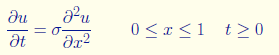 ∂u/∂t = σ ∂²u/∂x²   0 ≤ x ≤ 1   t ≥ 0